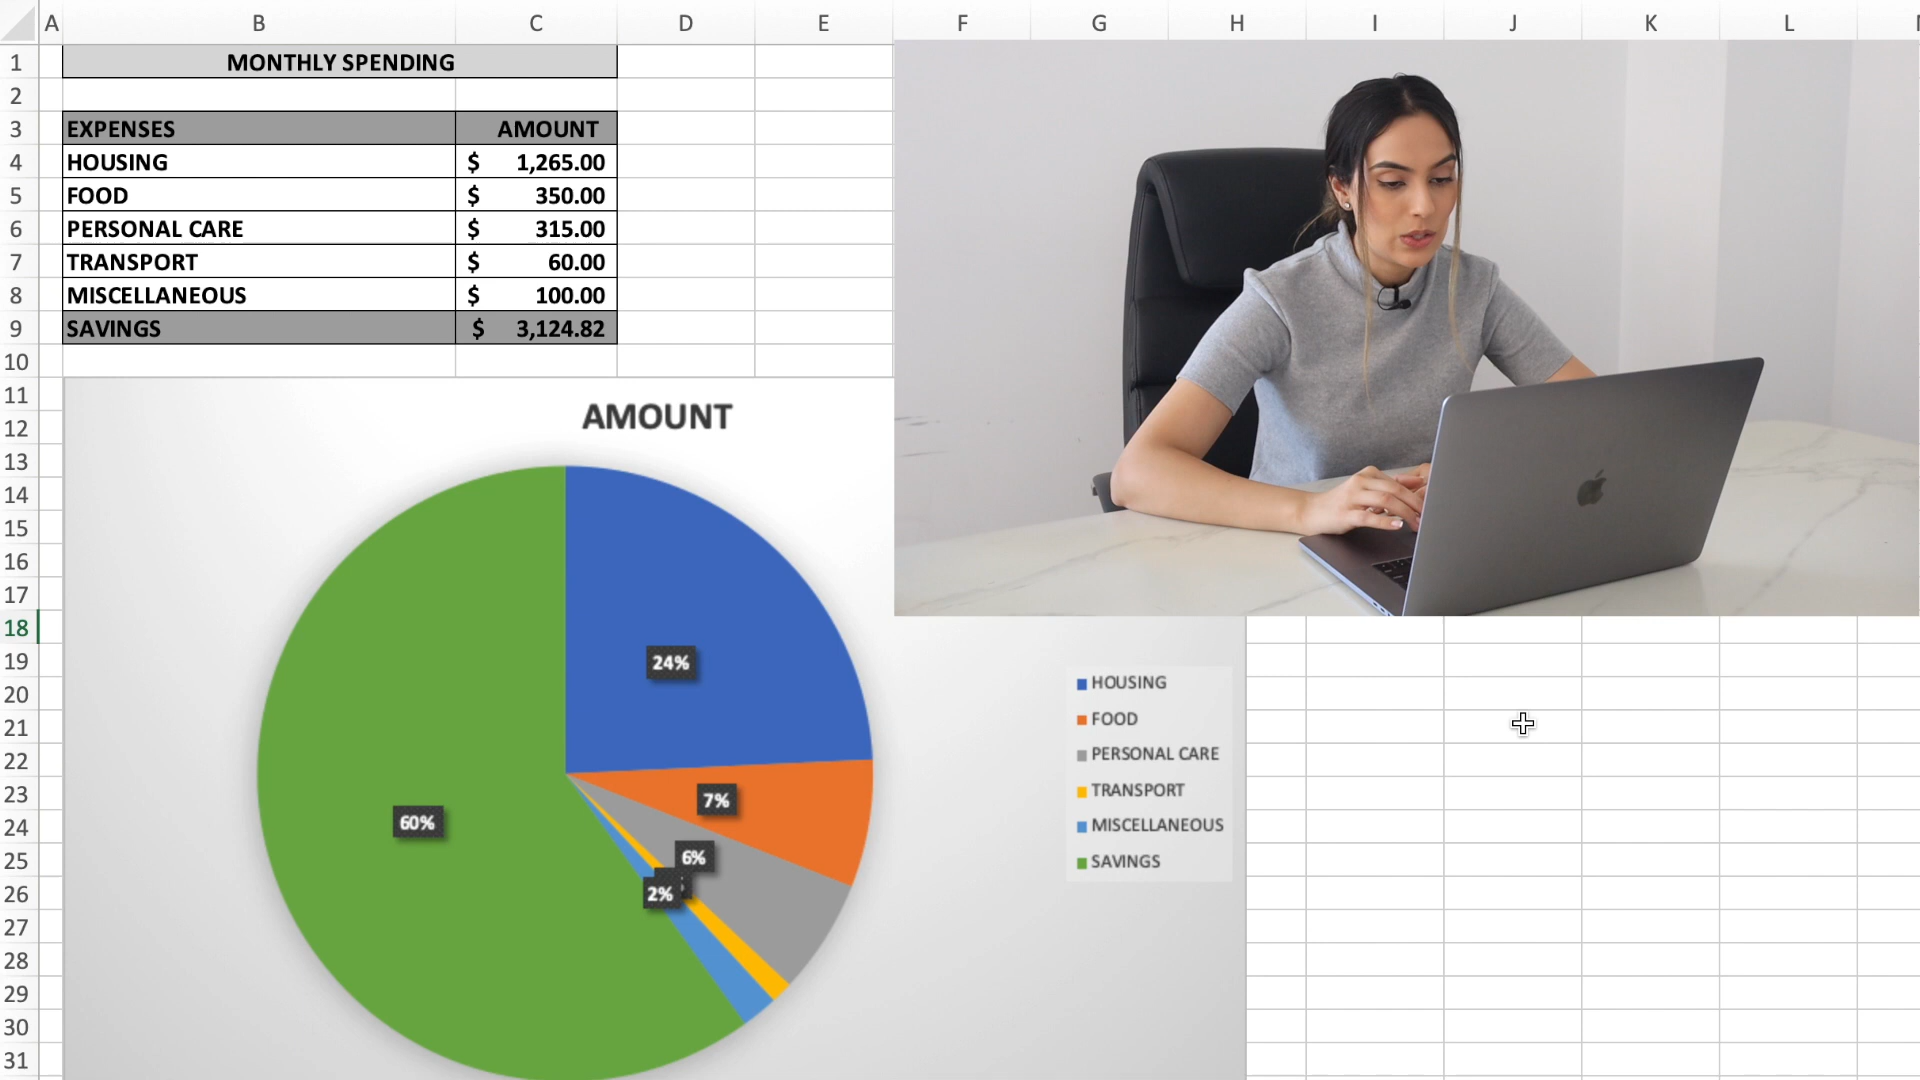 A B C D E F G H I J K L
1 MONTHLY SPENDING
2
3 EXPENSES AMOUNT
4 HOUSING $ 1,265.00
5 FOOD $ 350.00
6 PERSONAL CARE $ 315.00
7 TRANSPORT $ 60.00
8 MISCELLANEOUS $ 100.00
9 SAVINGS $ 3,124.82
10
11
AMOUNT
12
13
14
15
16
17
18
19
20
21
22
23
24
25
26
27
28
29
30
31
24%
7%
60%
6%
2%
HOUSING
FOOD
PERSONAL CARE
TRANSPORT
MISCELLANEOUS
SAVINGS